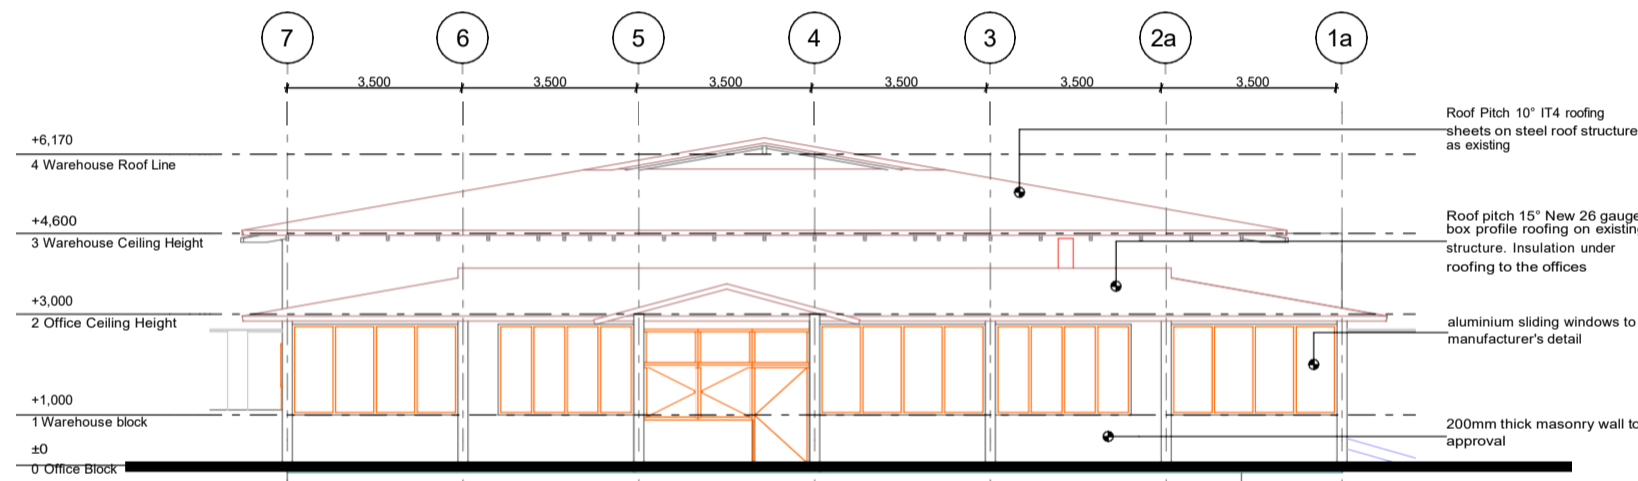 7 6 5 4 3 2a 1a
3,500 3,500 3,500 3,500 3,500 3,500
+6,170
4 Warehouse Roof Line
+4,600
3 Warehouse Ceiling Height
+3,000
2 Office Ceiling Height
+1,000
1 Warehouse block
±0
0 Office Block
Roof Pitch 10° IT4 roofing
sheets on steel roof structure
as existing
Roof pitch 15° New 26 gauge
box profile roofing on existing
structure. Insulation under
roofing to the offices
aluminium sliding windows to
manufacturer's detail
200mm thick masonry wall to
approval